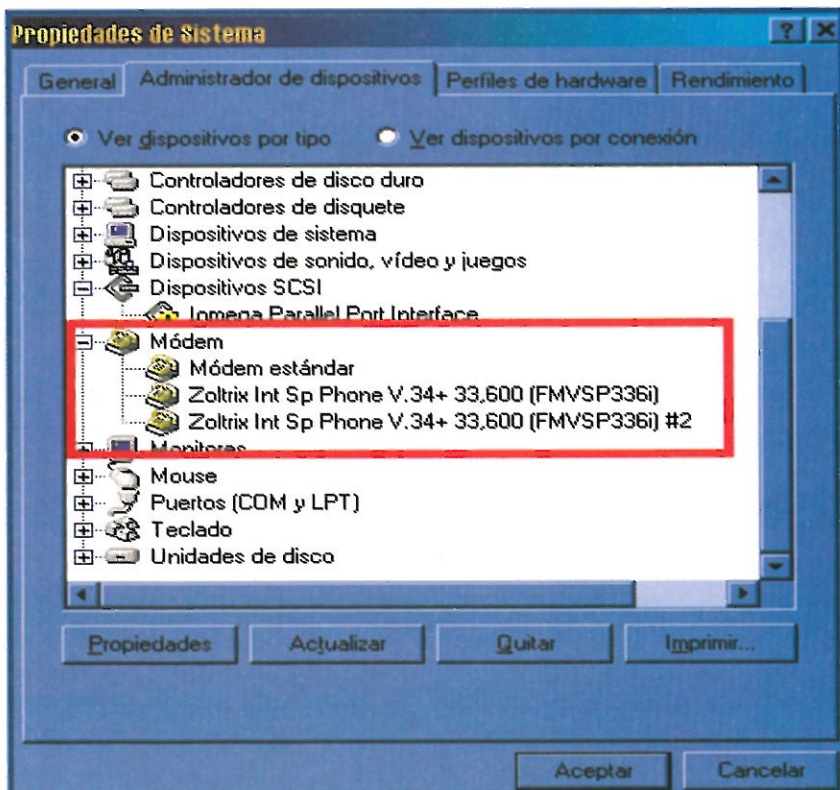 Propiedades de Sistema
General Administrador de dispositivos Perfiles de hardware Rendimiento
Ver dispositivos por tipo Ver dispositivos por conexión
Controladores de disco duro
Controladores de disquete
Dispositivos de sistema
Dispositivos de sonido, vídeo y juegos
Dispositivos SCSI
Iomega Parallel Port Interface
Módem
Módem estándar
Zoltrix Int Sp Phone V.34+ 33,600 (FMVSP336i)
Zoltrix Int Sp Phone V.34+ 33,600 (FMVSP336i) #2
Monitores
Mouse
Puertos (COM y LPT)
Teclado
Unidades de disco
Propiedades Actualizar Quitar Imprimir...
Aceptar Cancelar